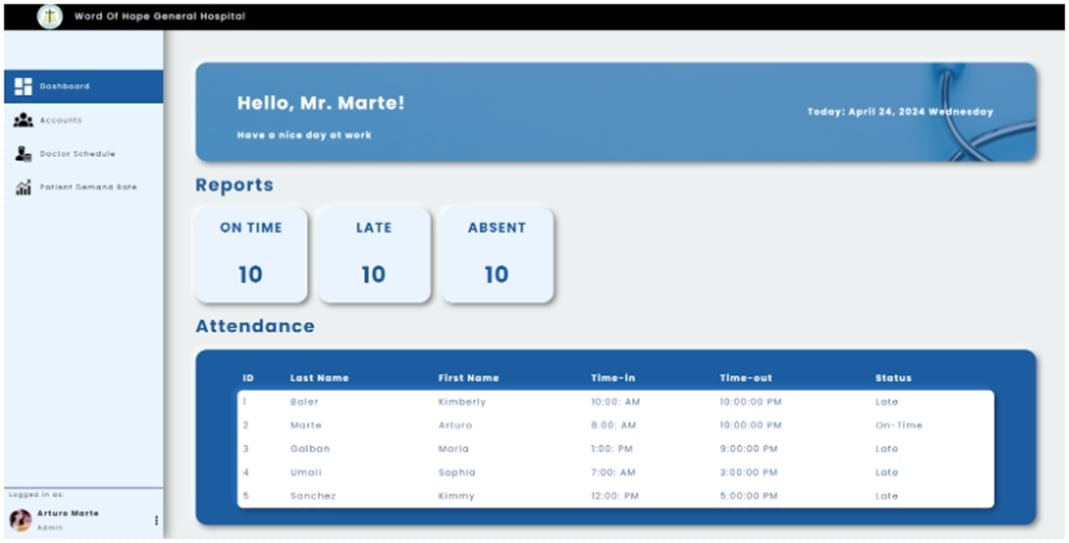 Word Of Hope General Hospital
Dashboard
Accounts
Doctor Schedule
Patient Demand Rate
Logged in as:
Arturo Marte
Admin
Hello, Mr. Marte!
Have a nice day at work
Today: April 24, 2024 Wednesday
Reports
ON TIME LATE ABSENT
10 10 10
Attendance
ID Last Name First Name Time-in Time-out Status
1 Baler Kimberly 10:00: AM 10:00:00 PM Late
2 Marte Arturo 8:00: AM 10:00:00 PM On-Time
3 Galban Maria 1:00: PM 9:00:00 PM Late
4 Umali Sophia 7:00: AM 3:00:00 PM Late
5 Sanchez Kimmy 12:00: PM 5:00:00 PM Late